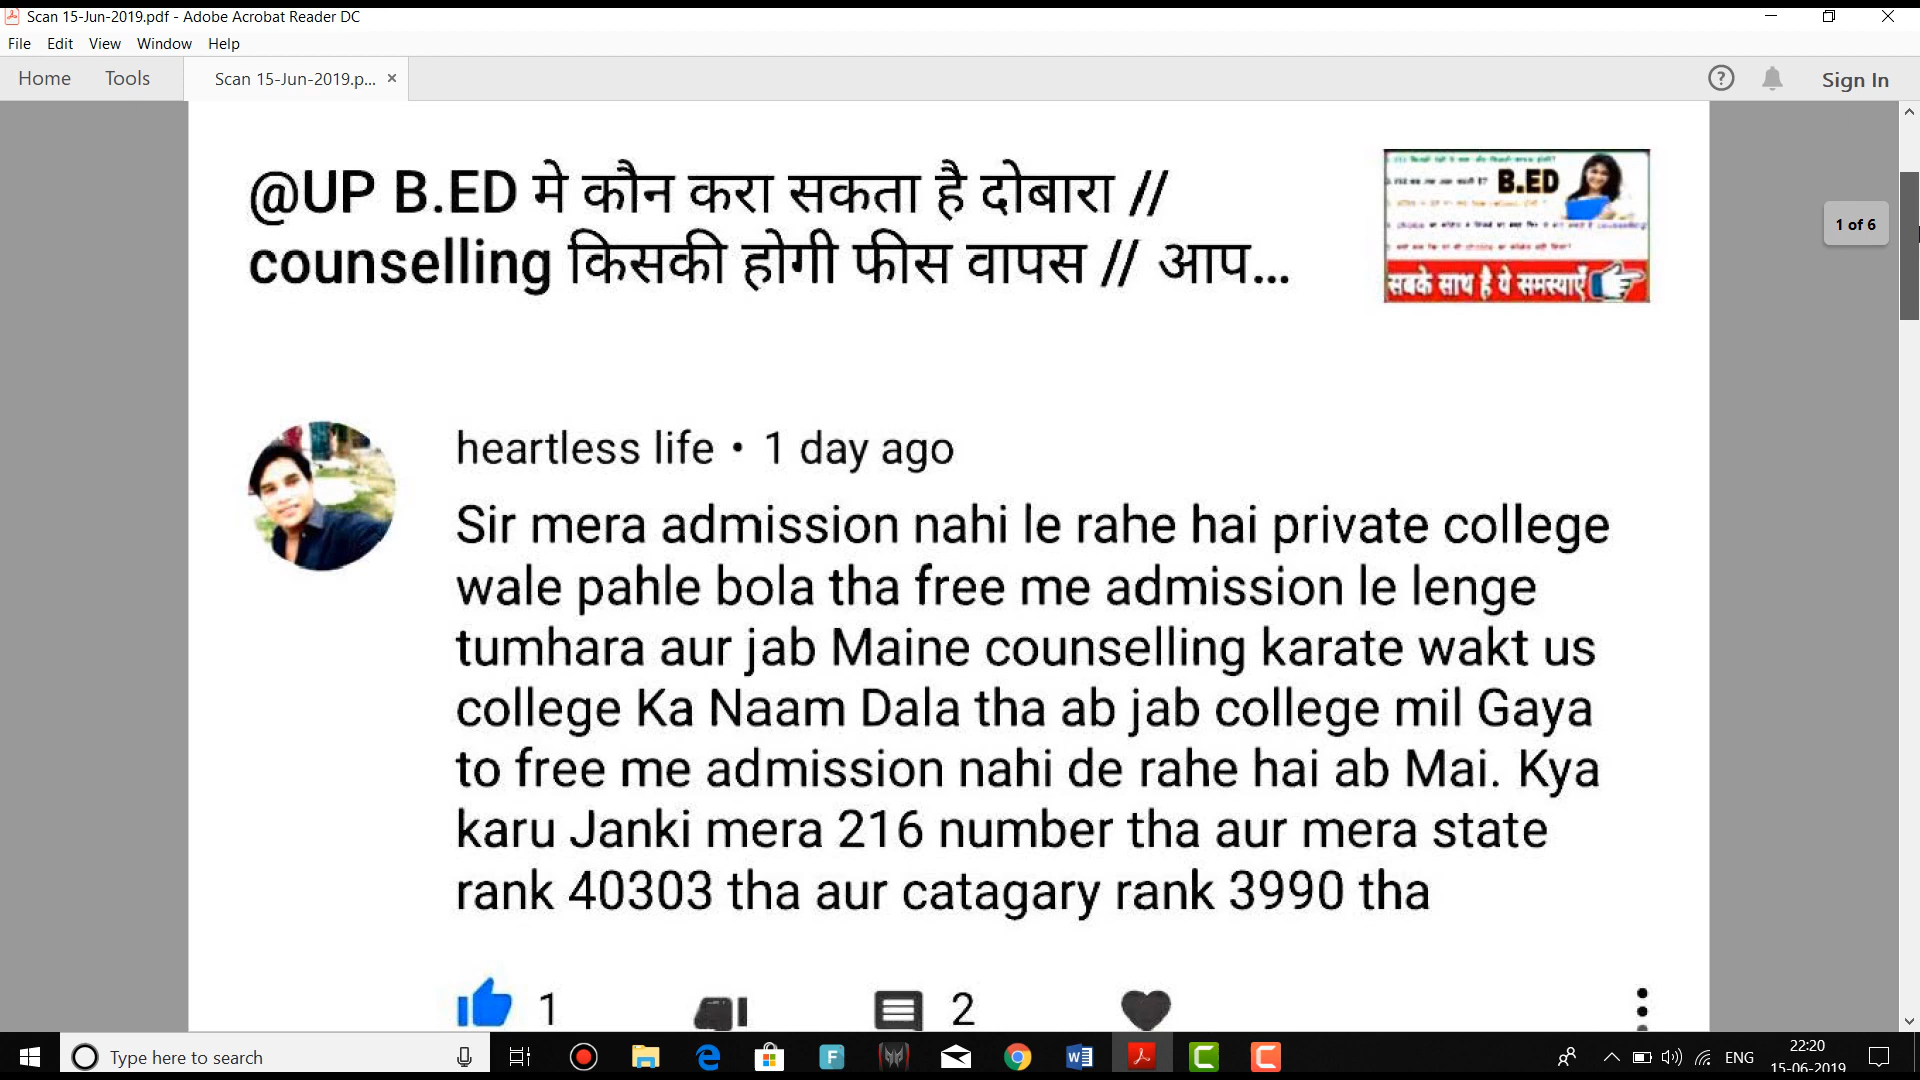 Scan 15-Jun-2019.pdf - Adobe Acrobat Reader DC
File Edit View Window Help
Home Tools Scan 15-Jun-2019.p... × Sign In
1 of 6
@UP B.ED मे कौन करा सकता है दोबारा //
counselling किसकी होगी फीस वापस // आप...
B.ED
सबके साथ है ये समस्याएँ
heartless life • 1 day ago
Sir mera admission nahi le rahe hai private college
wale pahle bola tha free me admission le lenge
tumhara aur jab Maine counselling karate wakt us
college Ka Naam Dala tha ab jab college mil Gaya
to free me admission nahi de rahe hai ab Mai. Kya
karu Janki mera 216 number tha aur mera state
rank 40303 tha aur catagary rank 3990 tha
1 2
Type here to search
ENG
22:20
15-06-2019